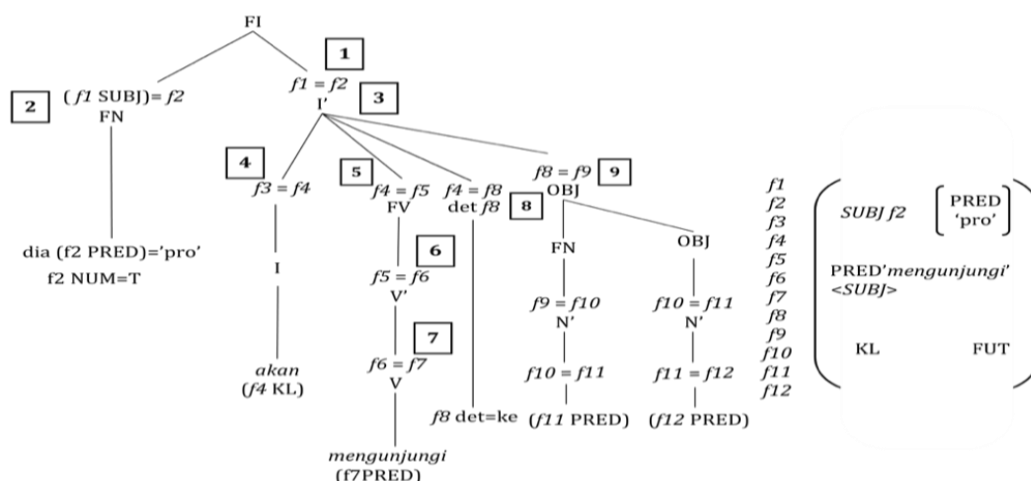 FI
1
f1 = f2
I'
3
2
(f1 SUBJ)= f2
FN
4
f3 = f4
5
f4 = f5
FV
f4 = f8
det f8
8
f8 = f9
OBJ
9
dia (f2 PRED)='pro'
f2 NUM=T
I
6
f5 = f6
V'
FN
OBJ
f9 = f10
N'
f10 = f11
N'
7
f6 = f7
V
akan
(f4 KL)
f10 = f11
f11 = f12
f8 det=ke
(f11 PRED)
(f12 PRED)
mengunjungi
(f7PRED)
f1
f2
f3
f4
f5
f6
f7
f8
f9
f10
f11
f12
SUBJ f2
PRED
'pro'
PRED'mengunjungi'
<SUBJ>
KL FUT